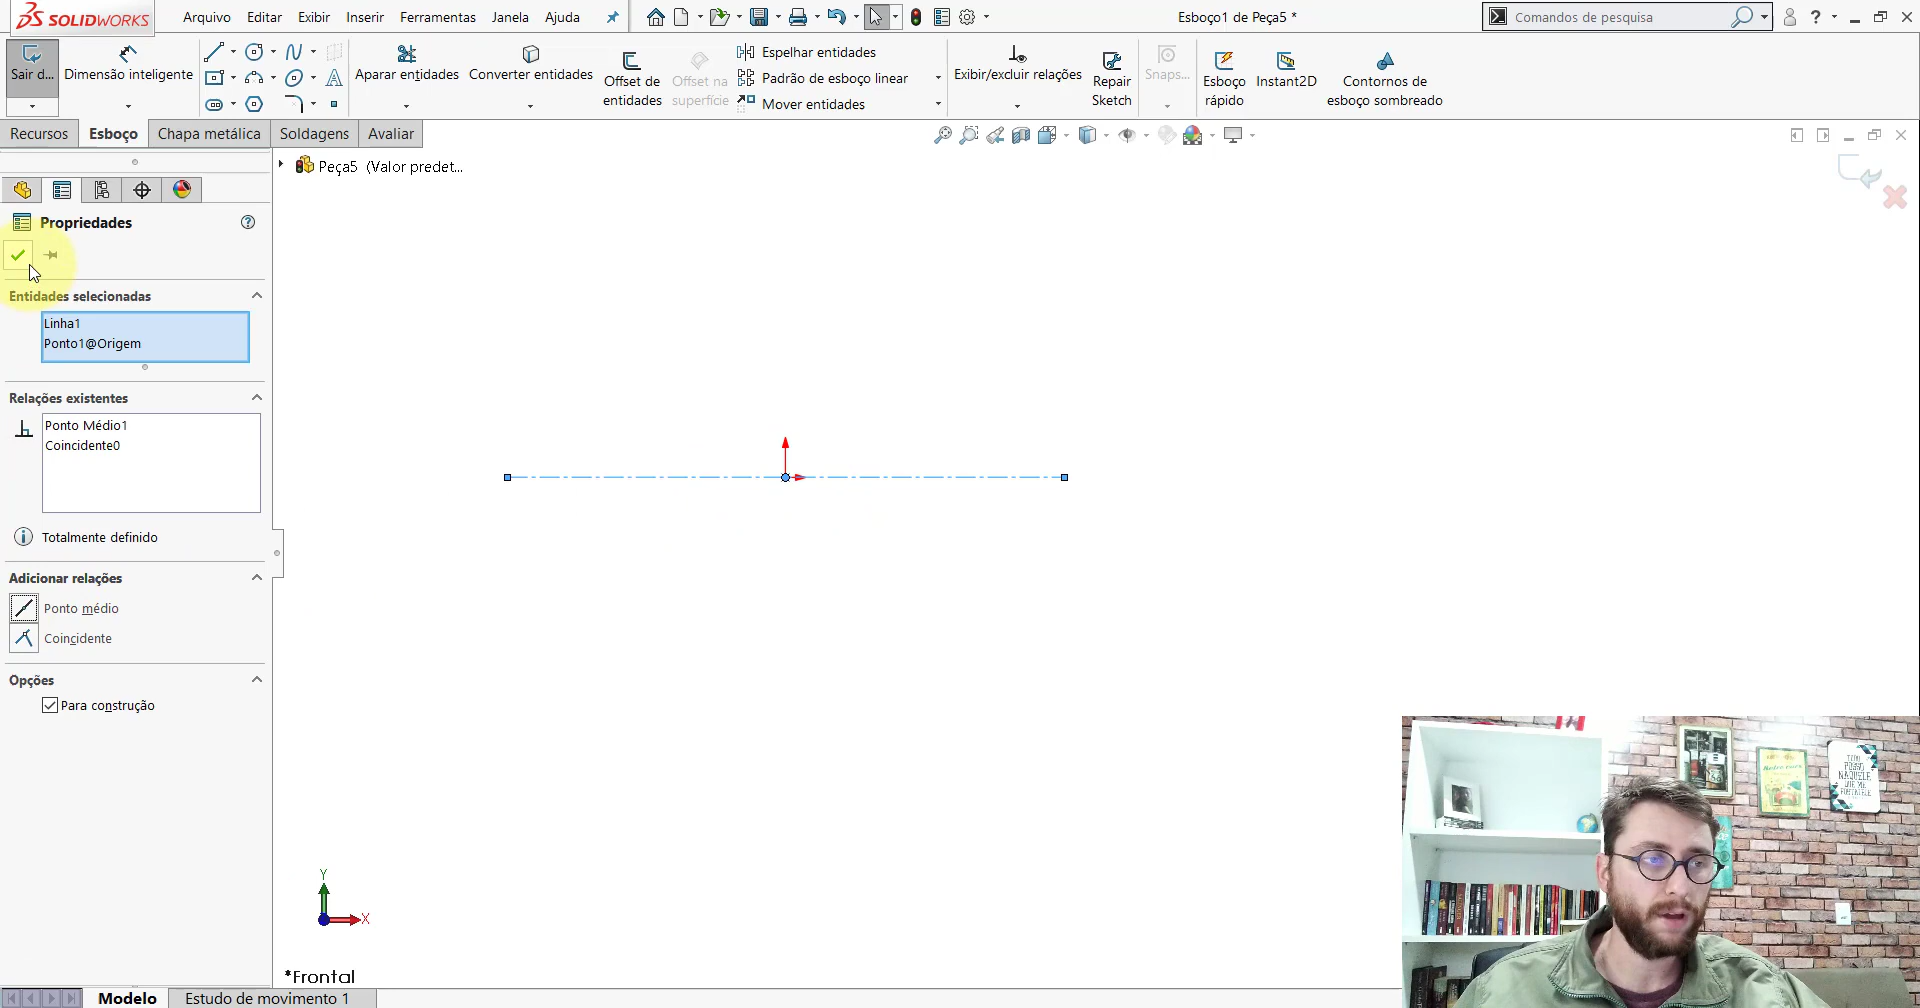 SOLIDWORKS
Arquivo Editar Exibir Inserir Ferramentas Janela Ajuda
Esboço1 de Peça5 *
Comandos de pesquisa
Sair d...
Dimensão inteligente
Aparar entidades
Converter entidades
Offset de
entidades
Offset na
superfície
Espelhar entidades
Padrão de esboço linear
Mover entidades
Exibir/excluir relações
Repair
Sketch
Snaps...
Esboço
rápido
Instant2D
Contornos de
esboço sombreado
Recursos Esboço Chapa metálica Soldagens Avaliar
Peça5 (Valor predet...
Propriedades
Entidades selecionadas
Linha1
Ponto1@Origem
Relações existentes
Ponto Médio1
Coincidente0
Totalmente definido
Adicionar relações
Ponto médio
Coincidente
Opções
Para construção
Y
X
*Frontal
Modelo Estudo de movimento 1